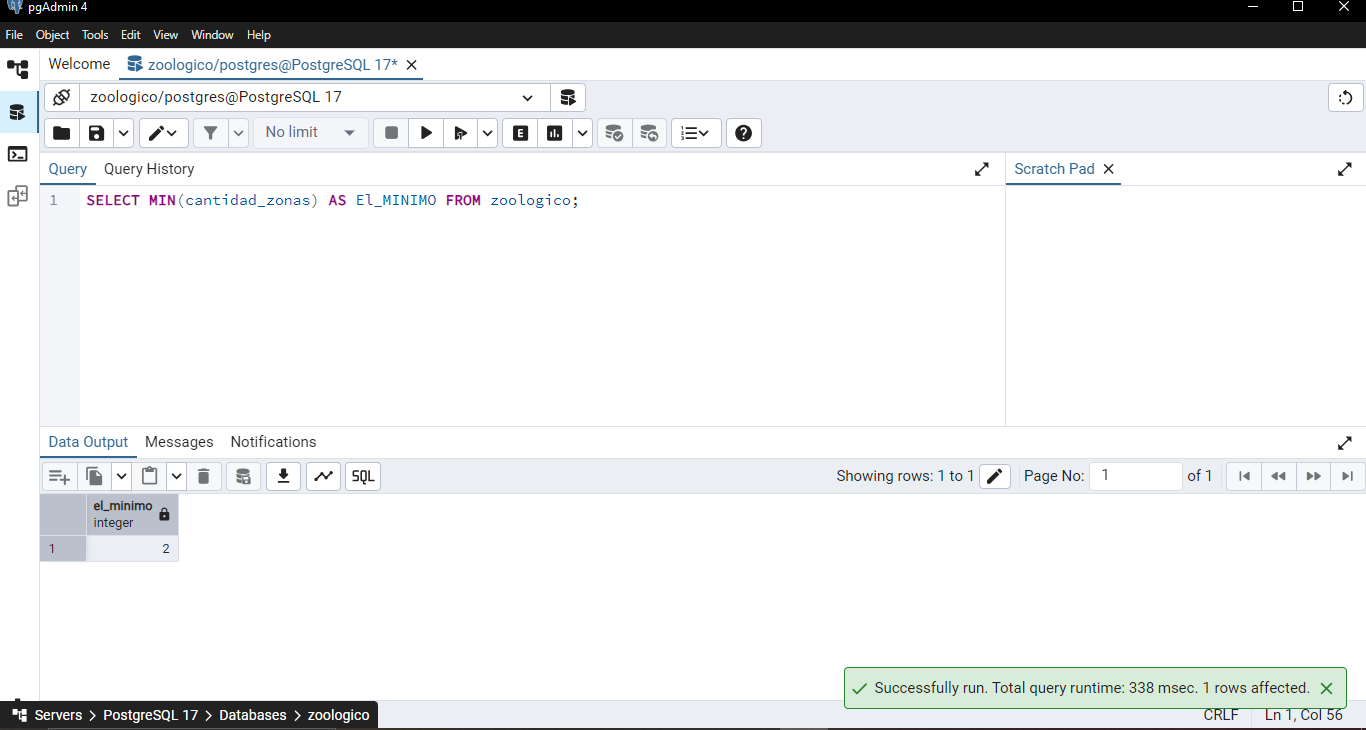 pgAdmin 4
File Object Tools Edit View Window Help
Welcome zoologico/postgres@PostgreSQL 17*
zoologico/postgres@PostgreSQL 17
No limit E
Query Query History Scratch Pad
1 SELECT MIN(cantidad_zonas) AS El_MINIMO FROM zoologico;
Data Output Messages Notifications
SQL Showing rows: 1 to 1 Page No: 1 of 1
el_minimo
integer
1 2
Successfully run. Total query runtime: 338 msec. 1 rows affected.
Servers > PostgreSQL 17 > Databases > zoologico CRLF Ln 1, Col 56